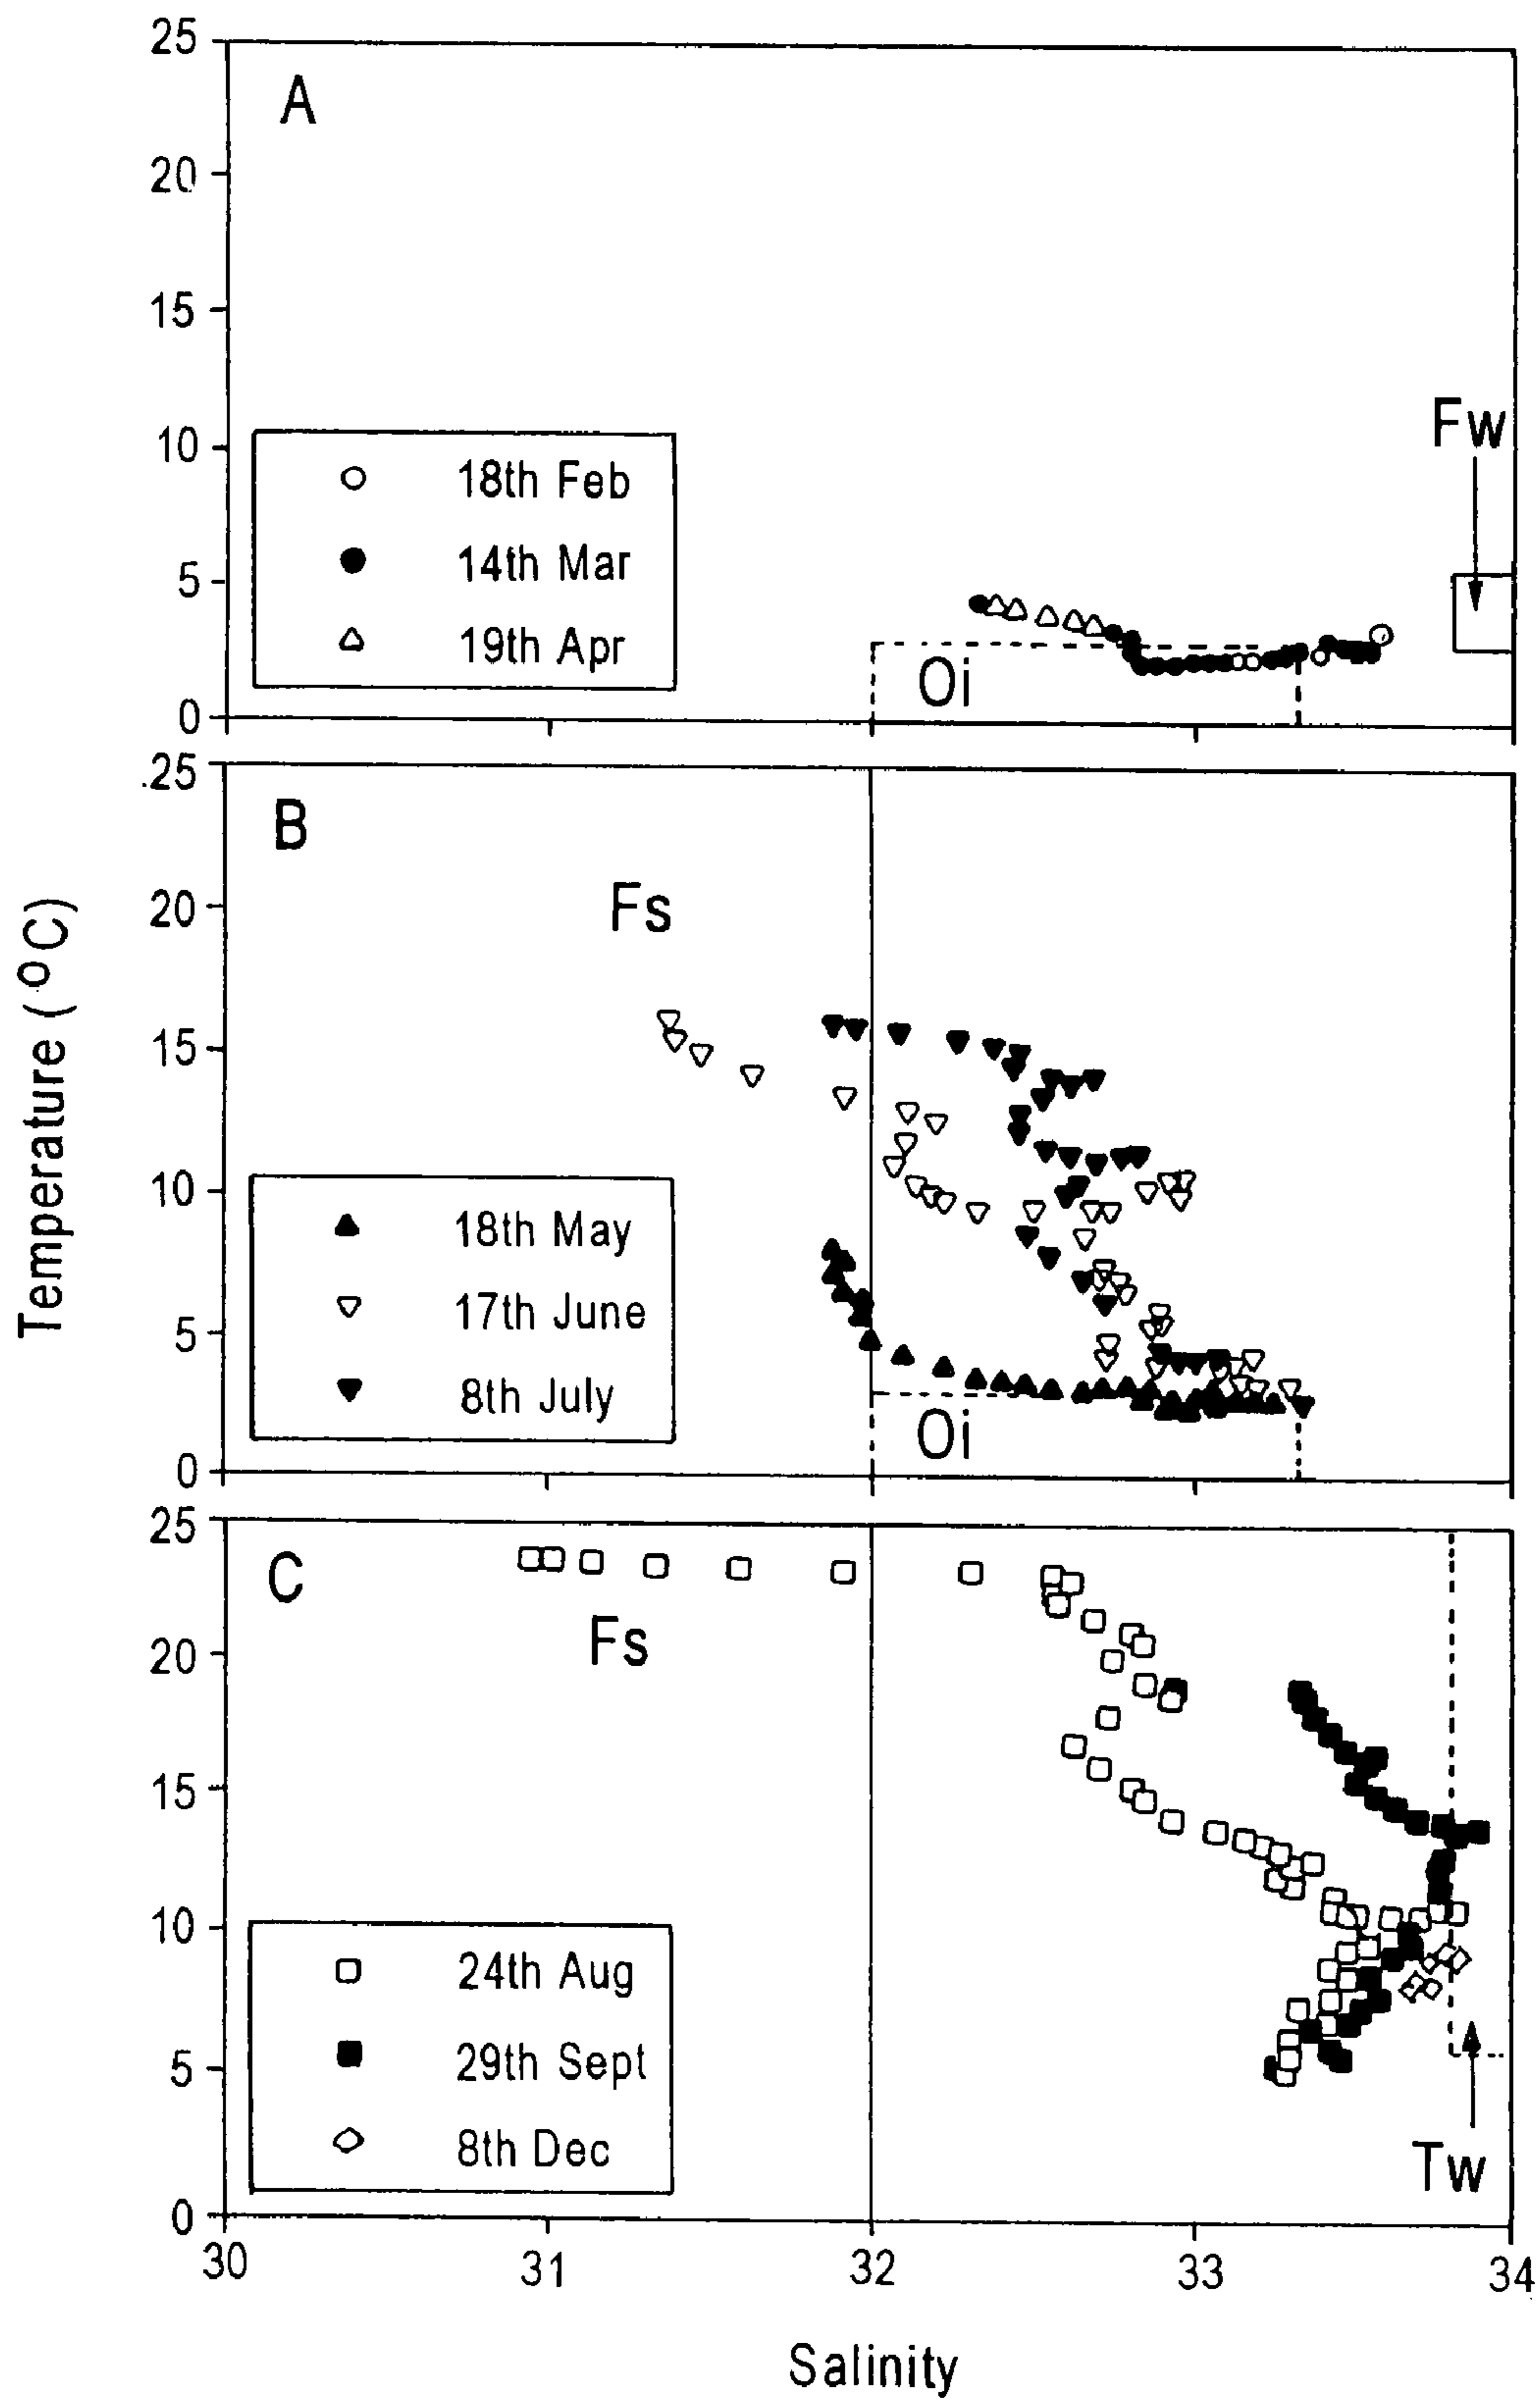 25
A
20
15
Fw
10
18th Feb
14th Mar
5
19th Apr
Oi
0
25
B
Fs
20
15
10
18th May
17th June
5
8th July
Oi
0
Temperature (°C)
25
C
Fs
20
15
10
24th Aug
29th Sept
5
8th Dec
Tw
0
30 31 32 33 34
Salinity